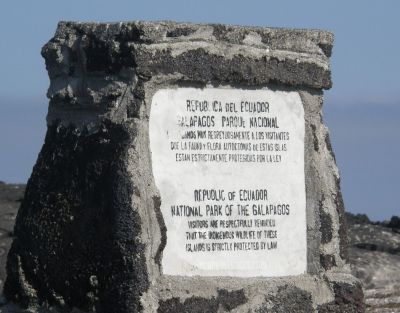 REPUBLICA DEL ECUADOR
GALAPAGOS PARQUE NACIONAL
MUY RESPETUOSAMENTE A LOS VISITANTES
QUE LA FAUNA Y FLORA AUTOCTONAS DE ESTAS ISLAS
ESTAN ESTRICTAMENTE PROTEGIDAS POR LA LEY
REPUBLIC OF ECUADOR
NATIONAL PARK OF THE GALAPAGOS
VISITORS ARE RESPECTFULLY REMINDED
THAT THE INDIGENOUS WILDLIFE OF THESE
ISLANDS IS STRICTLY PROTECTED BY LAW